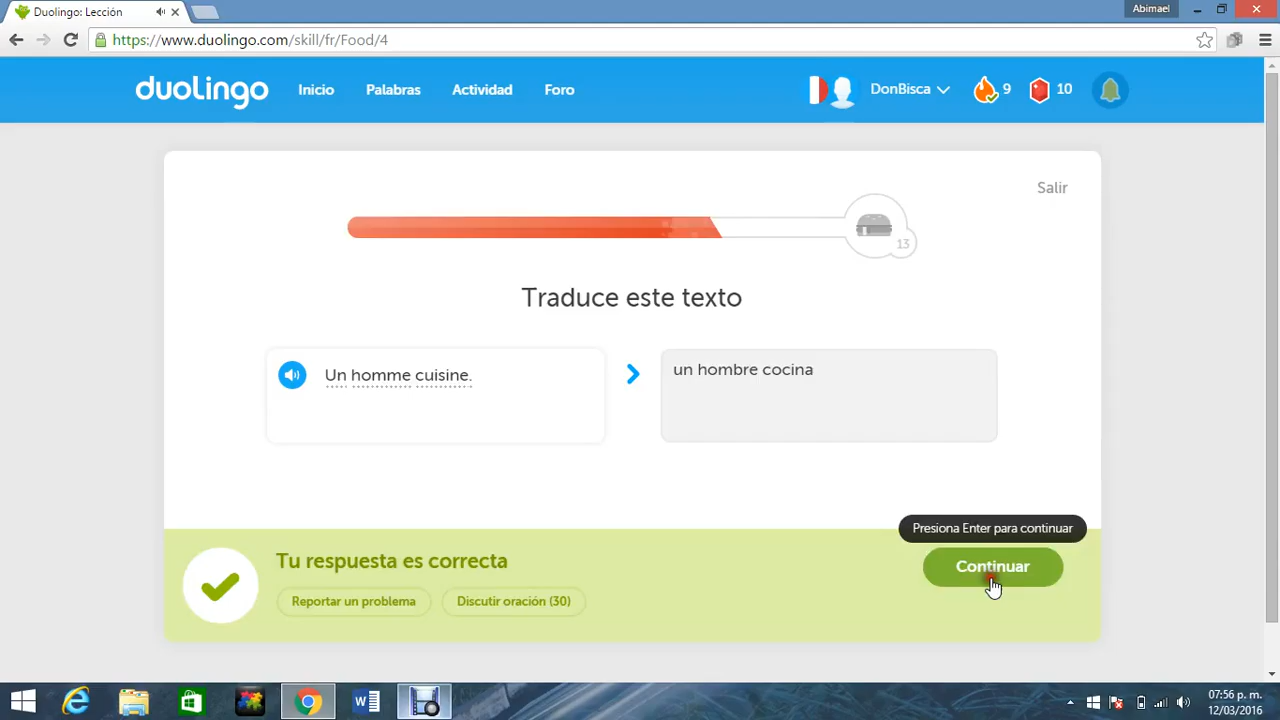 Duolingo: Lección
Abimael
https://www.duolingo.com/skill/fr/Food/4
duolingo
Inicio
Palabras
Actividad
Foro
DonBisca
9
10
Salir
13
Traduce este texto
Un homme cuisine.
un hombre cocina
Presiona Enter para continuar
Tu respuesta es correcta
Continuar
Reportar un problema
Discutir oración (30)
07:56 p. m.
12/03/2016